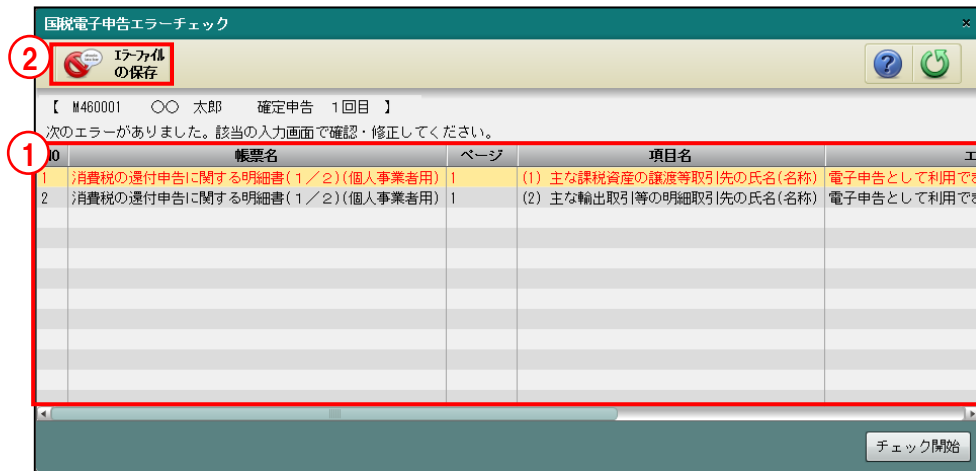 国税電子申告エラーチェック
×
②
エラーファイル
の保存
?
【 M460001 〇〇 太郎 確定申告 1回目 】
次のエラーがありました。該当の入力画面で確認・修正してください。
①
NO 帳票名 ページ 項目名 エ
1 消費税の還付申告に関する明細書(1／2)(個人事業者用) 1 (1) 主な課税資産の譲渡等取引先の氏名(名称) 電子申告として利用でき
2 消費税の還付申告に関する明細書(1／2)(個人事業者用) 1 (2) 主な輸出取引等の明細取引先の氏名(名称) 電子申告として利用でき
チェック開始